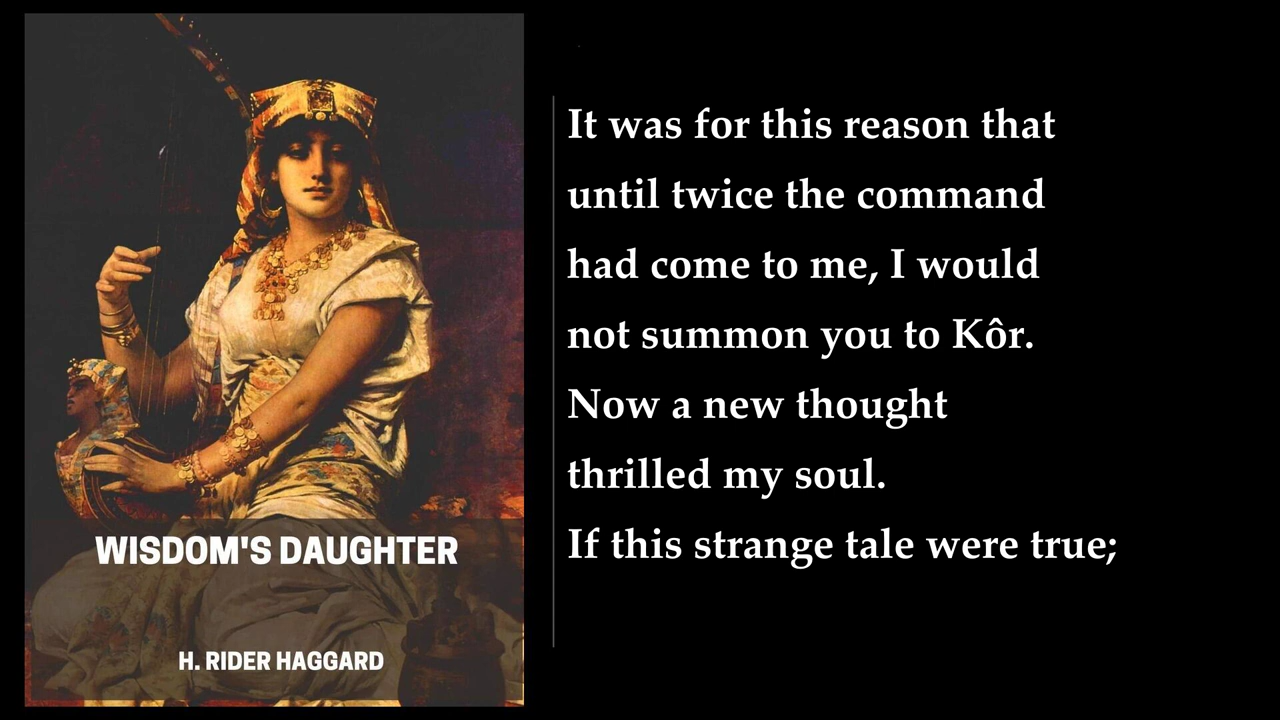 WISDOM'S DAUGHTER
H. RIDER HAGGARD
It was for this reason that
until twice the command
had come to me, I would
not summon you to Kôr.
Now a new thought
thrilled my soul.
If this strange tale were true;